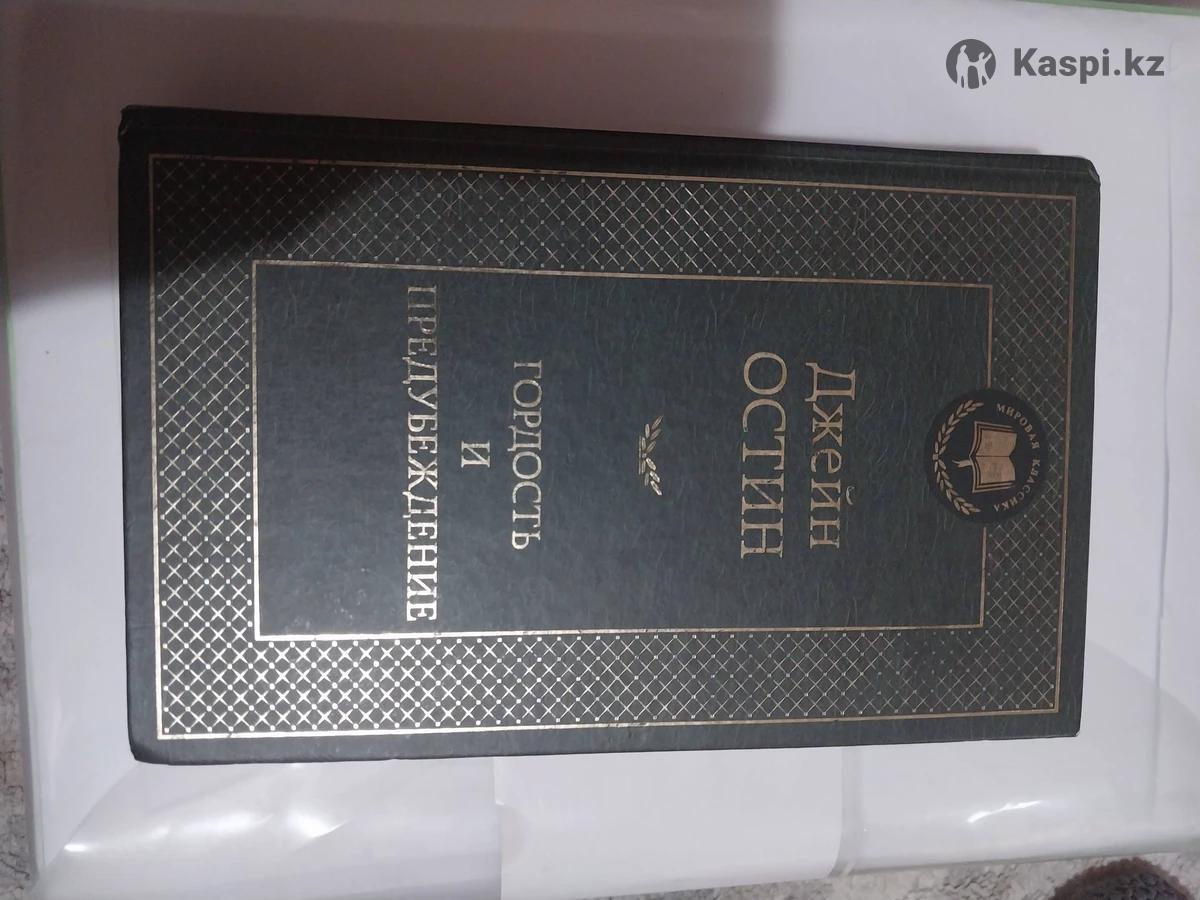 Kaspi.kz
МИРОВАЯ КЛАССИКА
Джейн
ОСТИН
ГОРДОСТЬ
И
ПРЕДУБЕЖДЕНИЕ